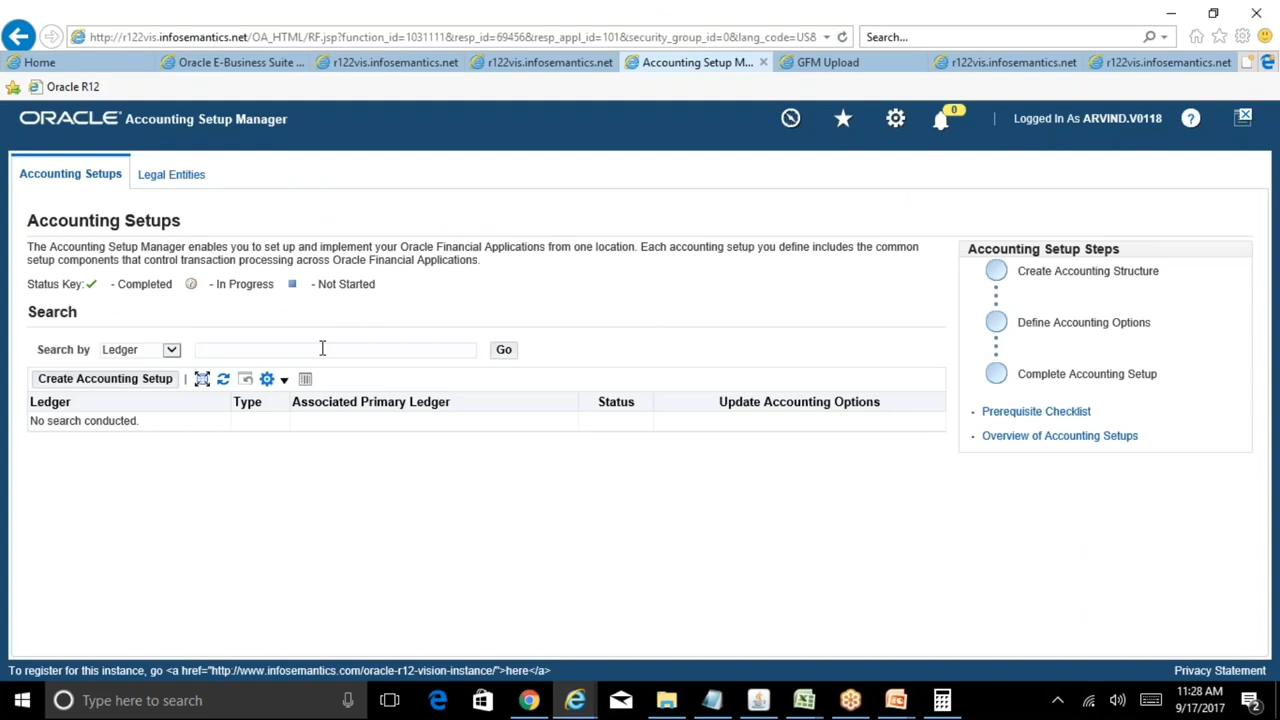 http://r122vis.infosemantics.net/OA_HTML/RF.jsp?function_id=1031111&resp_id=69456&resp_appl_id=101&security_group_id=0&lang_code=US8
Search...
Home
Oracle E-Business Suite ...
r122vis.infosemantics.net
r122vis.infosemantics.net
Accounting Setup M...
GFM Upload
r122vis.infosemantics.net
r122vis.infosemantics.net
Oracle R12
ORACLE Accounting Setup Manager
0
Logged In As ARVIND.V0118
?
Accounting Setups
Legal Entities
Accounting Setups
The Accounting Setup Manager enables you to set up and implement your Oracle Financial Applications from one location. Each accounting setup you define includes the common
setup components that control transaction processing across Oracle Financial Applications.
Status Key: - Completed - In Progress - Not Started
Search
Search by Ledger Go
Create Accounting Setup
Ledger Type Associated Primary Ledger Status Update Accounting Options
No search conducted.
Accounting Setup Steps
Create Accounting Structure
Define Accounting Options
Complete Accounting Setup
Prerequisite Checklist
Overview of Accounting Setups
To register for this instance, go <a href="http://www.infosemantics.com/oracle-r12-vision-instance/">here</a>
Privacy Statement
Type here to search
11:28 AM
9/17/2017
2